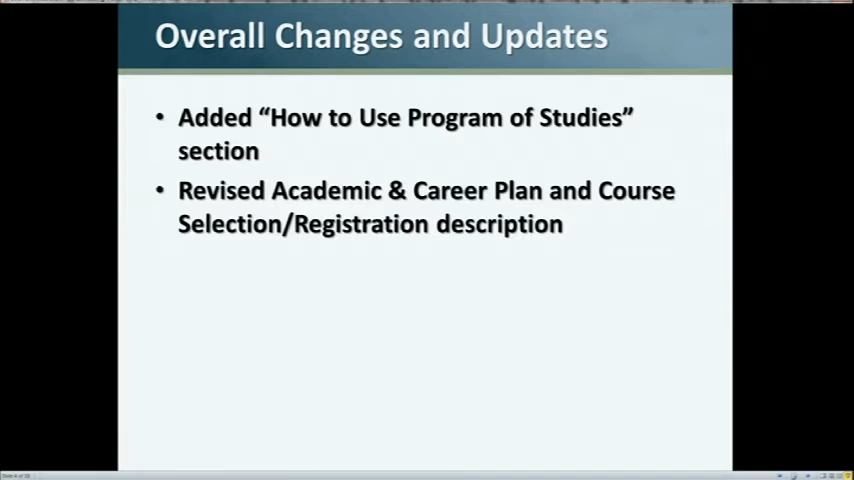 Overall Changes and Updates
• Added “How to Use Program of Studies”
section
• Revised Academic & Career Plan and Course
Selection/Registration description